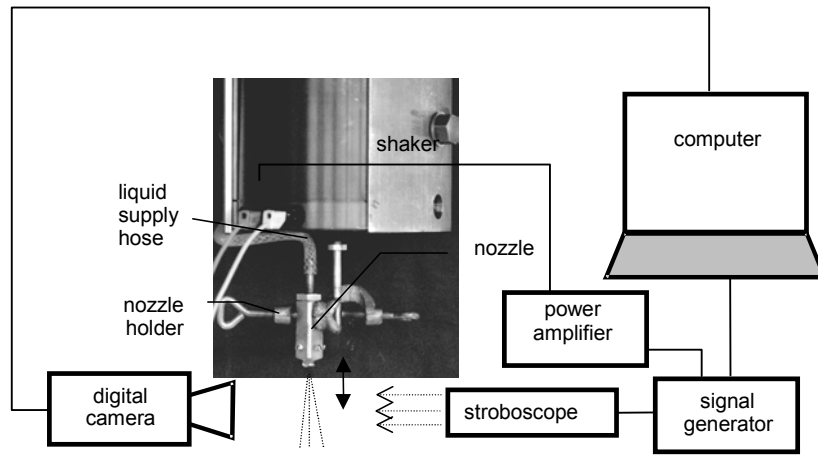 shaker
computer
liquid
supply
hose
nozzle
nozzle
holder
power
amplifier
digital
camera
stroboscope
signal
generator